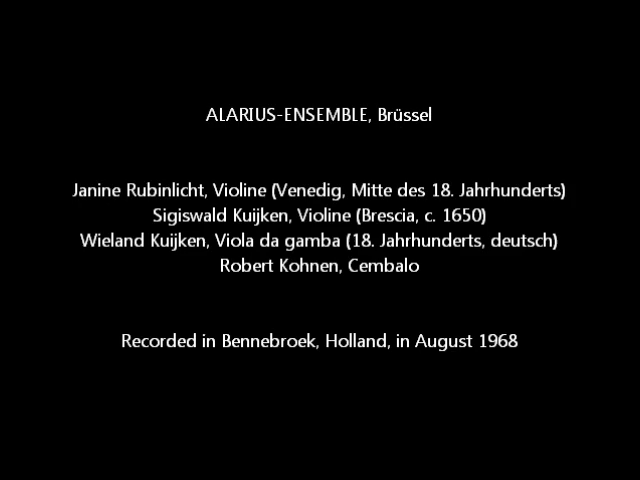 ALARIUS-ENSEMBLE, Brüssel
Janine Rubinlicht, Violine (Venedig, Mitte des 18. Jahrhunderts)
Sigiswald Kuijken, Violine (Brescia, c. 1650)
Wieland Kuijken, Viola da gamba (18. Jahrhunderts, deutsch)
Robert Kohnen, Cembalo
Recorded in Bennebroek, Holland, in August 1968